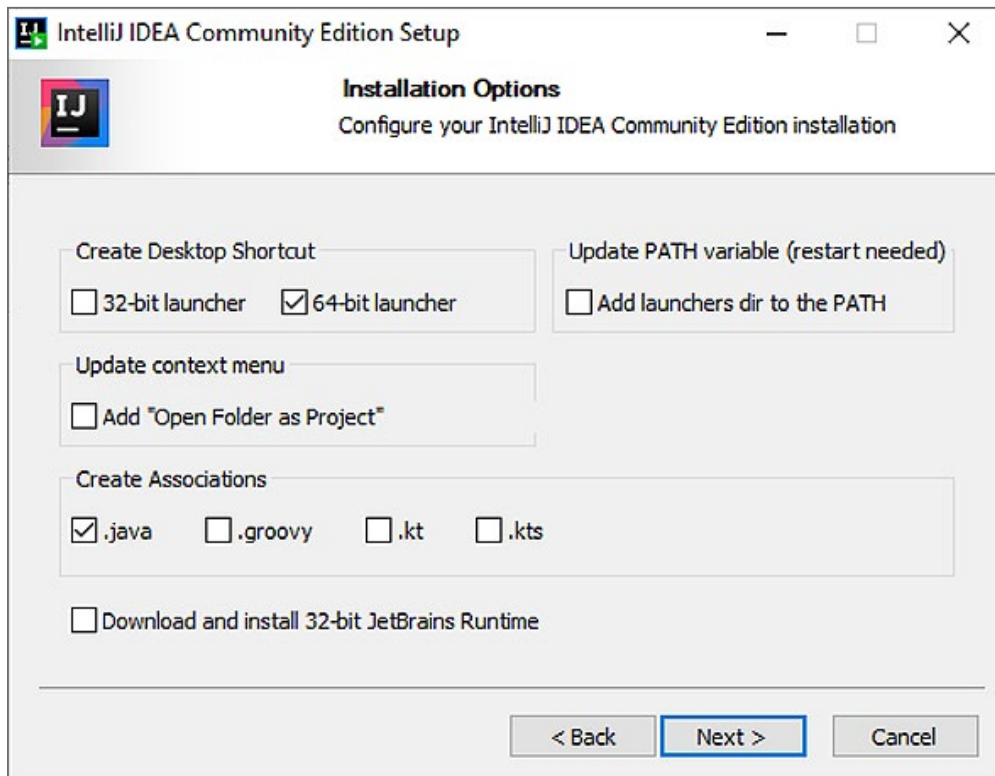 IntelliJ IDEA Community Edition Setup
IJ
Installation Options
Configure your IntelliJ IDEA Community Edition installation
Create Desktop Shortcut
32-bit launcher 64-bit launcher
Update PATH variable (restart needed)
Add launchers dir to the PATH
Update context menu
Add "Open Folder as Project"
Create Associations
.java .groovy .kt .kts
Download and install 32-bit JetBrains Runtime
< Back Next > Cancel